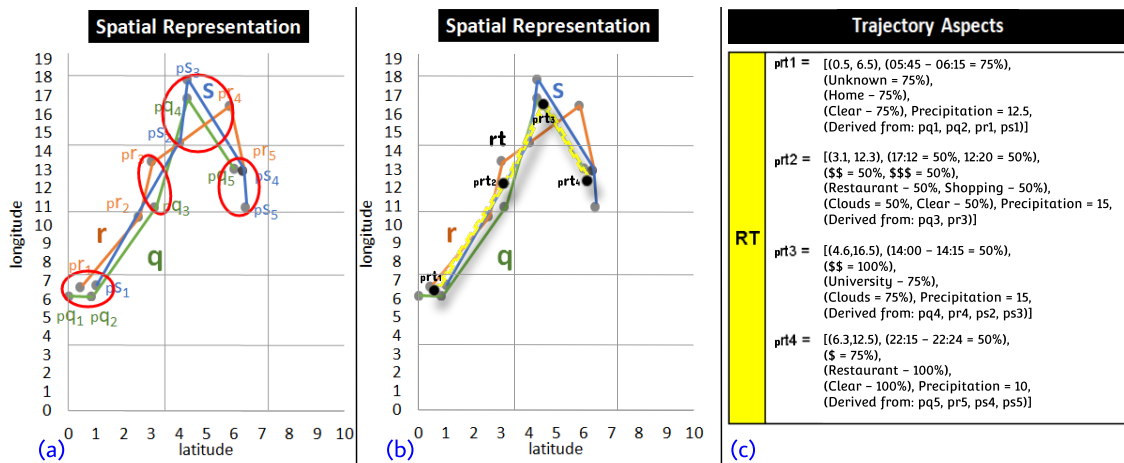 Spatial Representation
19
18
17
16
15
14
13
12
11
10
9
8
7
6
5
4
3
2
1
0
longitude
ps3
s
pr4
pq4
ps2
pr3
pr5
pq5
ps4
pq3
ps5
pr2
r
q
pr1
ps1
pq1 pq2
0 1 2 3 4 5 6 7 8 9 10
latitude
(a)
Spatial Representation
19
18
17
16
15
14
13
12
11
10
9
8
7
6
5
4
3
2
1
0
longitude
s
prt3
rt
prt2
prt4
r
q
prt1
0 1 2 3 4 5 6 7 8 9 10
latitude
(b)
Trajectory Aspects
RT
prt1 = [(0.5, 6.5), (05:45 – 06:15 = 75%),
(Unknown = 75%),
(Home – 75%),
(Clear – 75%), Precipitation = 12.5,
(Derived from: pq1, pq2, pr1, ps1)]
prt2 = [(3.1, 12.3), (17:12 = 50%, 12:20 = 50%),
($$ = 50%, $$$ = 50%),
(Restaurant – 50%, Shopping – 50%),
(Clouds = 50%, Clear – 50%), Precipitation = 15,
(Derived from: pq3, pr3)]
prt3 = [(4.6,16.5), (14:00 – 14:15 = 50%),
($$ = 100%),
(University – 75%),
(Clouds = 75%), Precipitation = 15,
(Derived from: pq4, pr4, ps2, ps3)]
prt4 = [(6.3,12.5), (22:15 – 22:24 = 50%),
($ = 75%),
(Restaurant – 100%),
(Clear – 100%), Precipitation = 10,
(Derived from: pq5, pr5, ps4, ps5)]
(c)